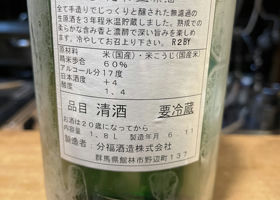 全て手造りでじっくりと醸された無濾過の
生原酒を3年程氷温貯蔵しました。熟成での
柔らかな含み香と濃醇で深い旨みを楽しめ
ます。冷やしてお召し上り下さい。 R2BY
原材料 米(国産)・米こうじ(国産米)
精米歩合 60%
アルコール分17度
日本酒度 +4
酸度 1.4
品目 清酒 要冷蔵
お酒は20歳になってから
内容量 1.8L 製造年月 6.11
製造者:分福酒造株式会社
群馬県館林市野辺町137